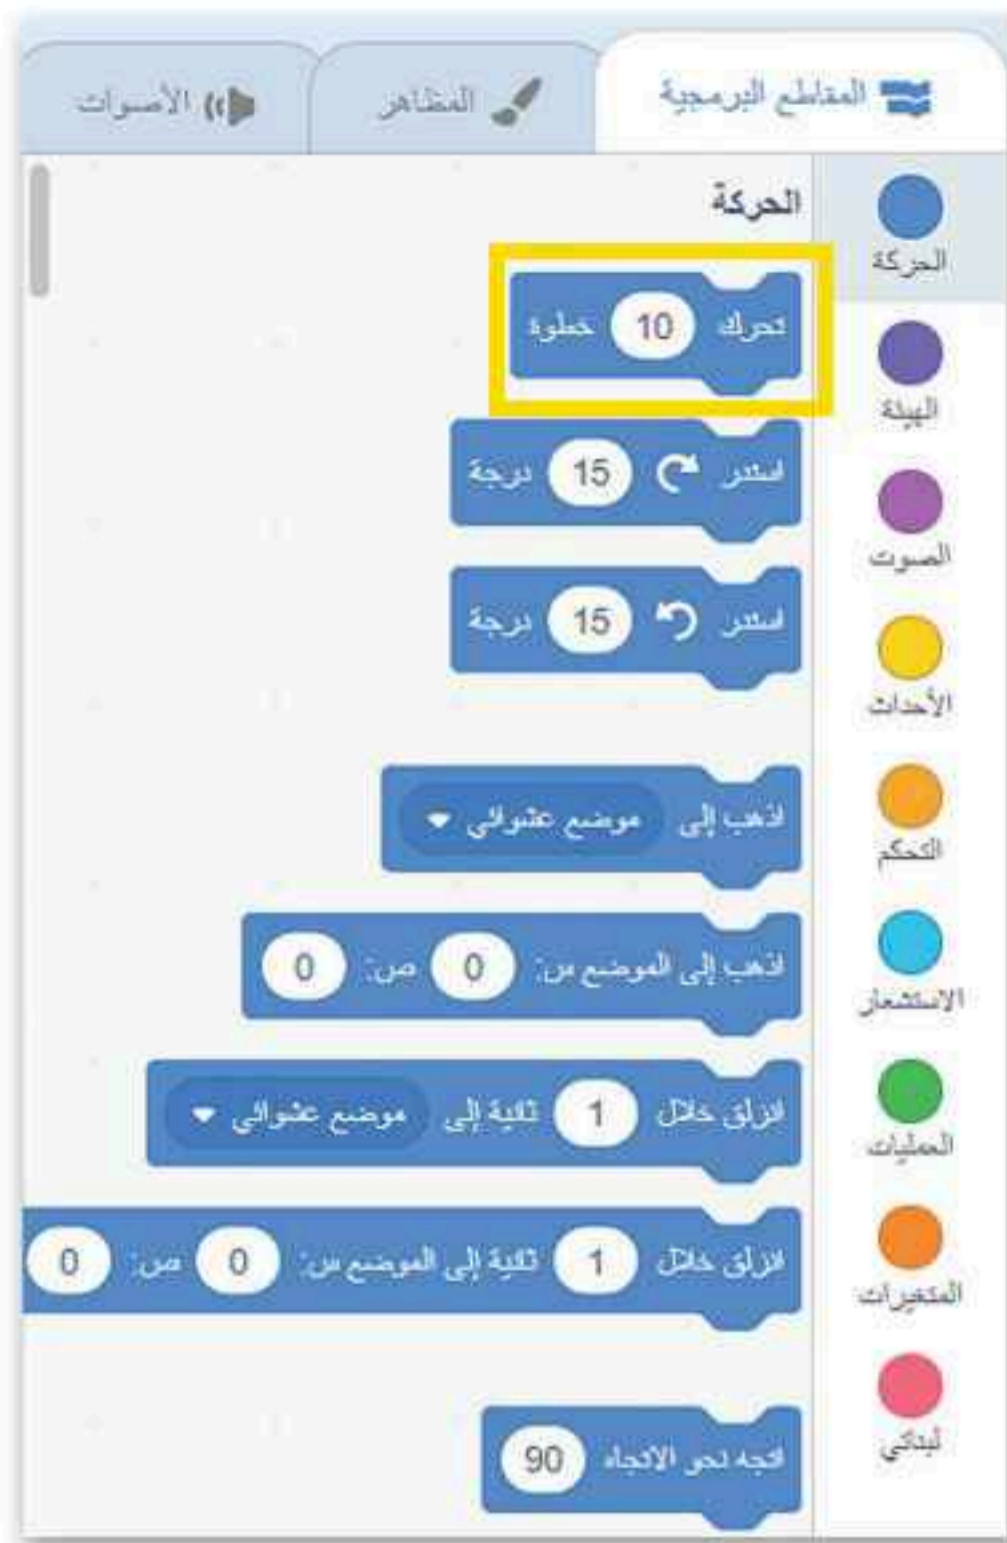 المقاطع البرمجية المظاهر الأصوات
الحركة
تحرك 10 خطوة
استدر 15 درجة
استدر 15 درجة
اذهب إلى موضع عشوائي
اذهب إلى الموضع س: 0 ص: 0
انزلق خلال 1 ثانية إلى موضع عشوائي
انزلق خلال 1 ثانية إلى الموضع س: 0 ص: 0
اتجه نحو الاتجاه 90
الحركة
الهيئة
الصوت
الأحداث
التحكم
الاستشعار
العمليات
المتغيرات
لبناتي